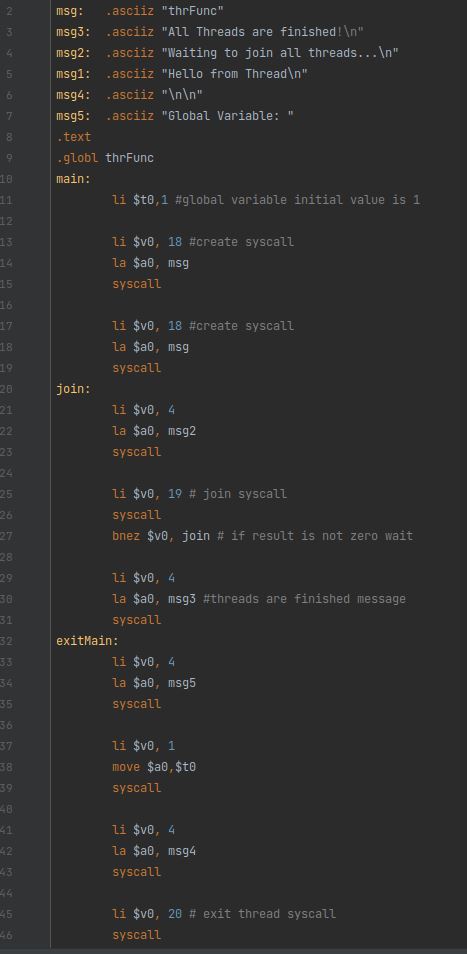 2 msg: .asciiz "thrFunc"
3 msg3: .asciiz "All Threads are finished!\n"
4 msg2: .asciiz "Waiting to join all threads...\n"
5 msg1: .asciiz "Hello from Thread\n"
6 msg4: .asciiz "\n\n"
7 msg5: .asciiz "Global Variable: "
8 .text
9 .globl thrFunc
10 main:
11 li $t0,1 #global variable initial value is 1
12
13 li $v0, 18 #create syscall
14 la $a0, msg
15 syscall
16
17 li $v0, 18 #create syscall
18 la $a0, msg
19 syscall
20 join:
21 li $v0, 4
22 la $a0, msg2
23 syscall
24
25 li $v0, 19 # join syscall
26 syscall
27 bnez $v0, join # if result is not zero wait
28
29 li $v0, 4
30 la $a0, msg3 #threads are finished message
31 syscall
32 exitMain:
33 li $v0, 4
34 la $a0, msg5
35 syscall
36
37 li $v0, 1
38 move $a0,$t0
39 syscall
40
41 li $v0, 4
42 la $a0, msg4
43 syscall
44
45 li $v0, 20 # exit thread syscall
46 syscall